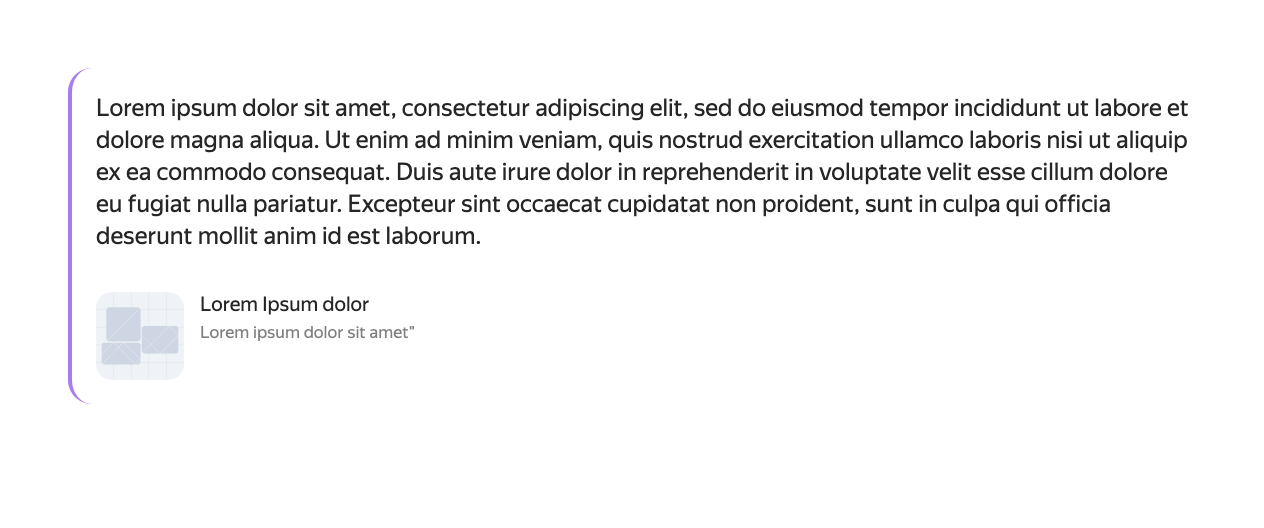 Lorem ipsum dolor sit amet, consectetur adipiscing elit, sed do eiusmod tempor incididunt ut labore et
dolore magna aliqua. Ut enim ad minim veniam, quis nostrud exercitation ullamco laboris nisi ut aliquip
ex ea commodo consequat. Duis aute irure dolor in reprehenderit in voluptate velit esse cillum dolore
eu fugiat nulla pariatur. Excepteur sint occaecat cupidatat non proident, sunt in culpa qui officia
deserunt mollit anim id est laborum.
Lorem Ipsum dolor
Lorem ipsum dolor sit amet"